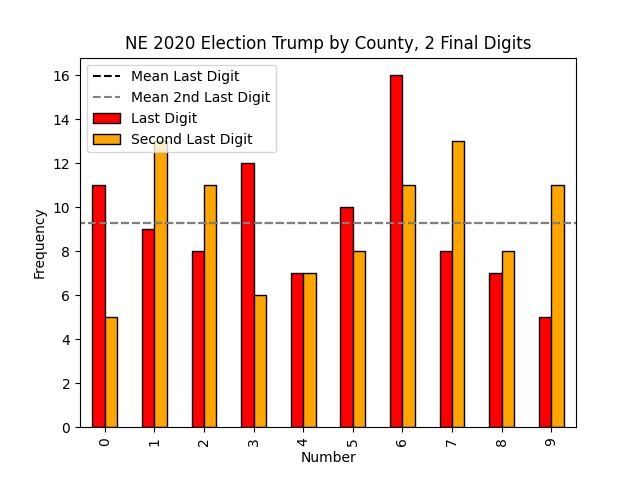 NE 2020 Election Trump by County, 2 Final Digits
Mean Last Digit
Mean 2nd Last Digit
Last Digit
Second Last Digit
Frequency
16
14
12
10
8
6
4
2
0
0 1 2 3 4 5 6 7 8 9
Number